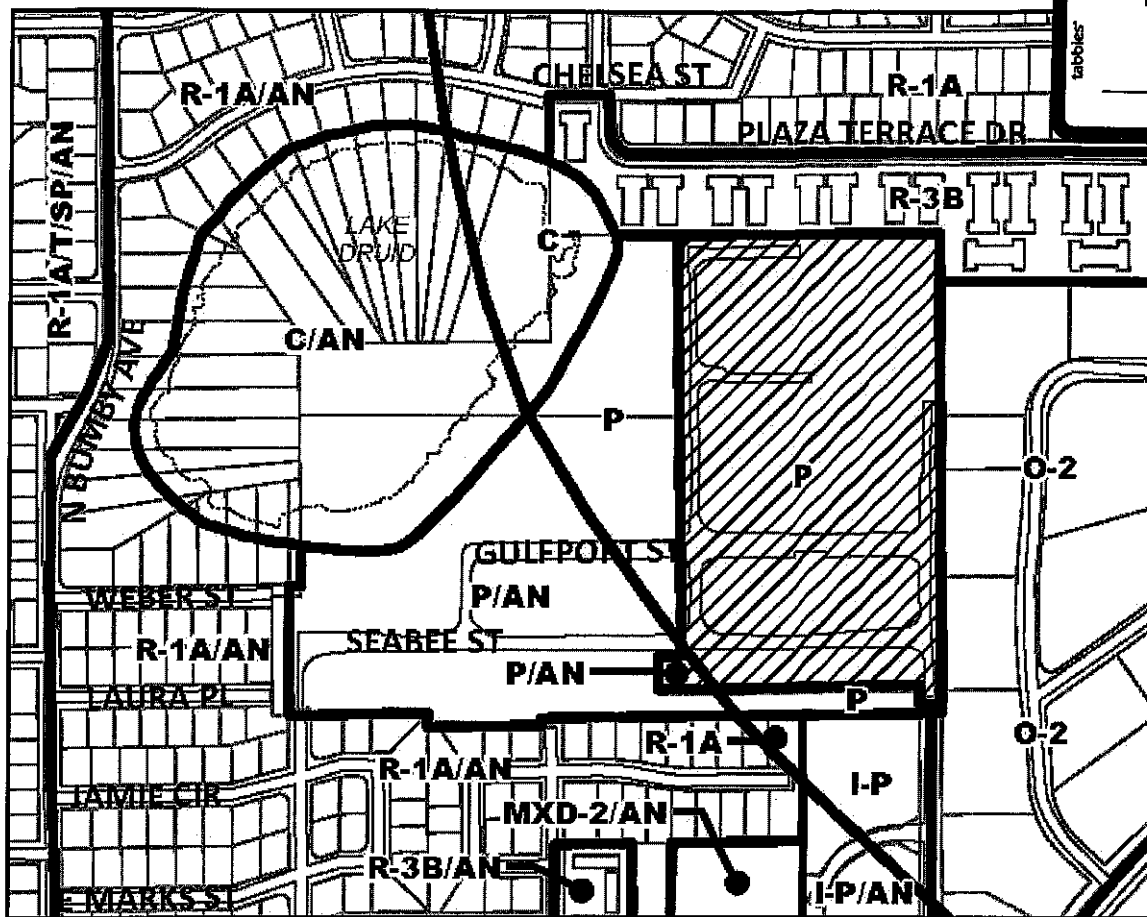 tabbies'
CHELSEA ST
R-1A
R-1A/AN
PLAZA TERRACE DR
R-1A/T/SP/AN
R-3B
LAKE
DRUID
C
C/AN
N BUMBY AVE
P
P
O-2
GULFPORT ST
P/AN
WEBER ST
SEABEE ST
R-1A/AN
P/AN
LAURA PL
P
R-1A
O-2
R-1A/AN
I-P
JAMIE CIR
MXD-2/AN
R-3B/AN
I-P/AN
E MARKS ST